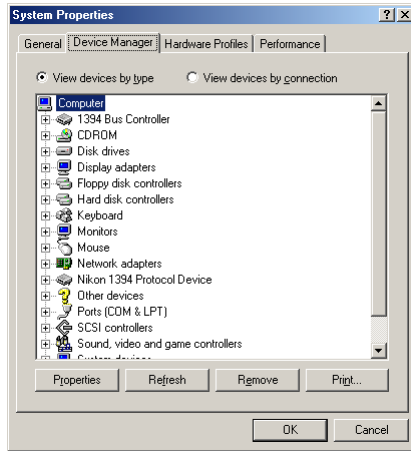 System Properties
General Device Manager Hardware Profiles Performance
View devices by type View devices by connection
Computer
1394 Bus Controller
CDROM
Disk drives
Display adapters
Floppy disk controllers
Hard disk controllers
Keyboard
Monitors
Mouse
Network adapters
Nikon 1394 Protocol Device
Other devices
Ports (COM & LPT)
SCSI controllers
Sound, video and game controllers
System devices
Properties Refresh Remove Print...
OK Cancel